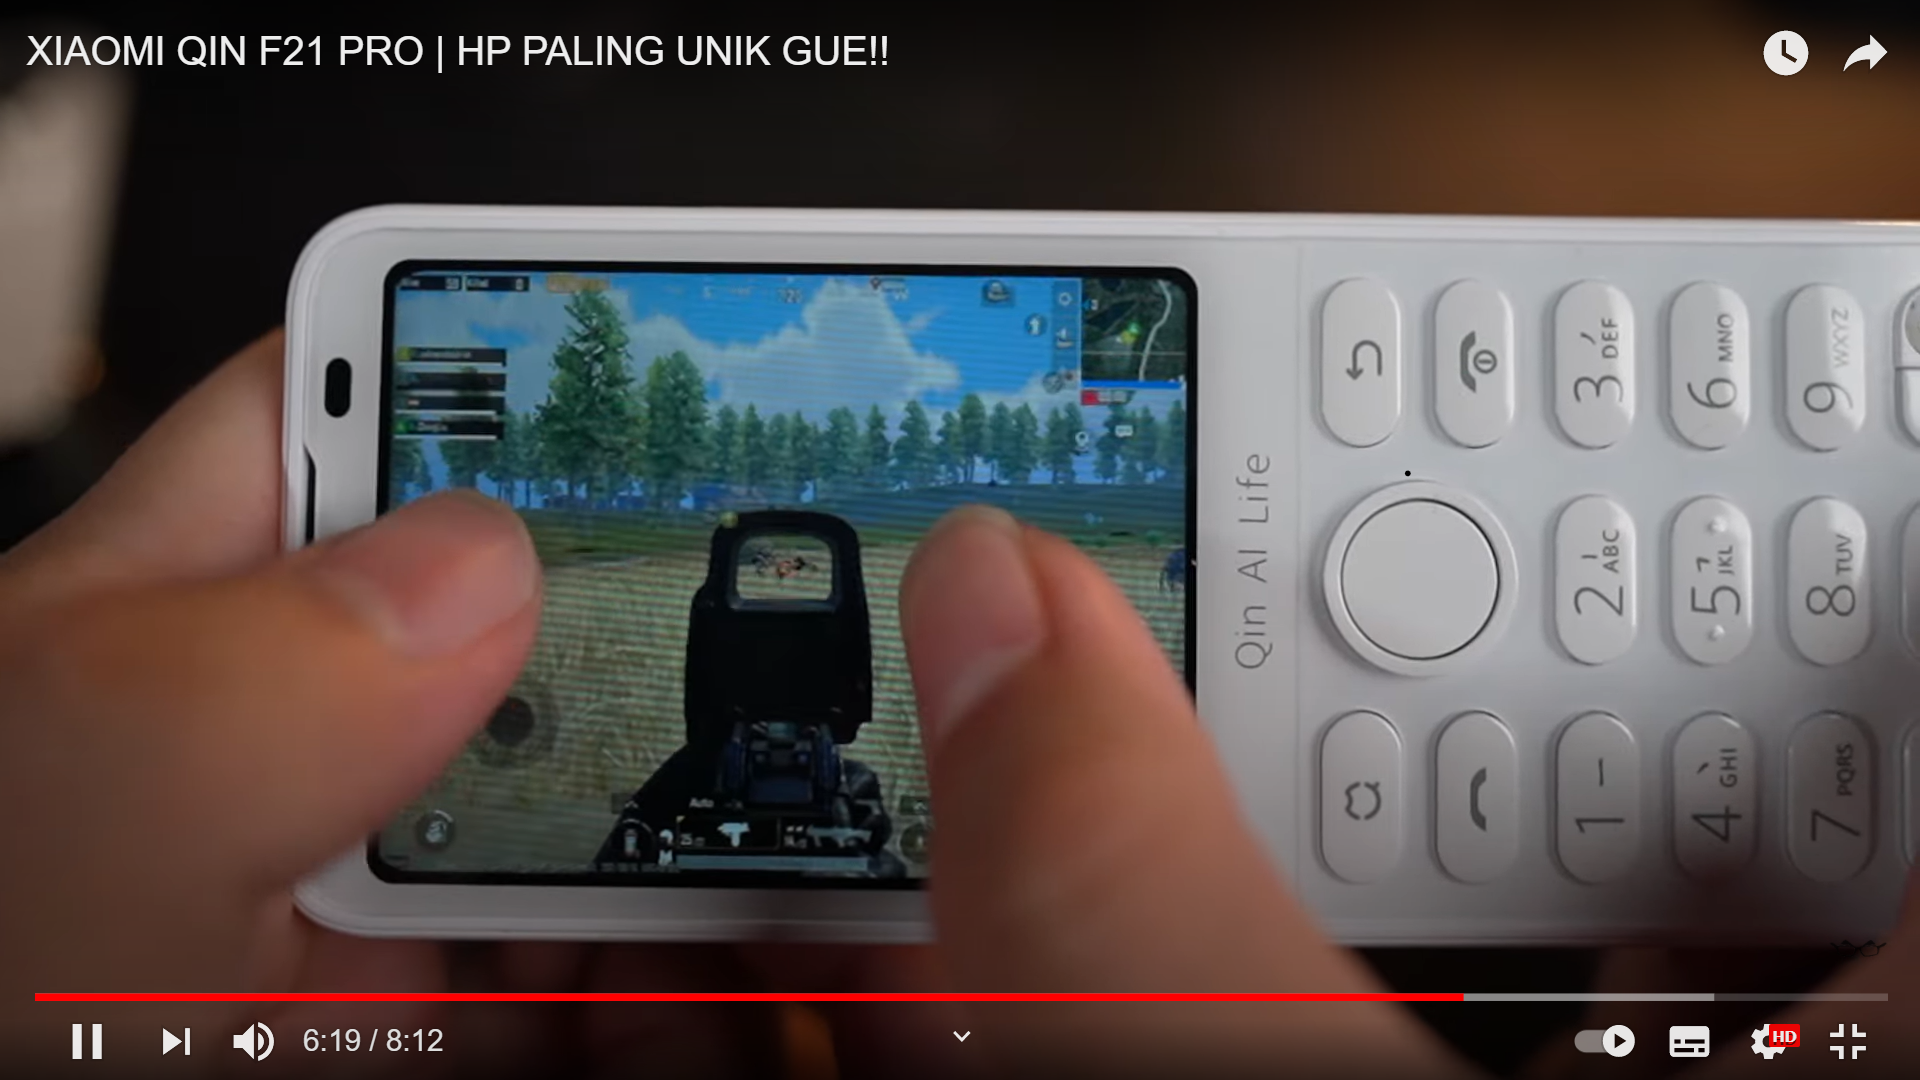 XIAOMI QIN F21 PRO | HP PALING UNIK GUE!!
Auto
Qin AI Life
3 DEF
6 MNO
9 WXYZ
2 ABC
5 JKL
8 TUV
1
4 GHI
7 PQRS
6:19 / 8:12
HD